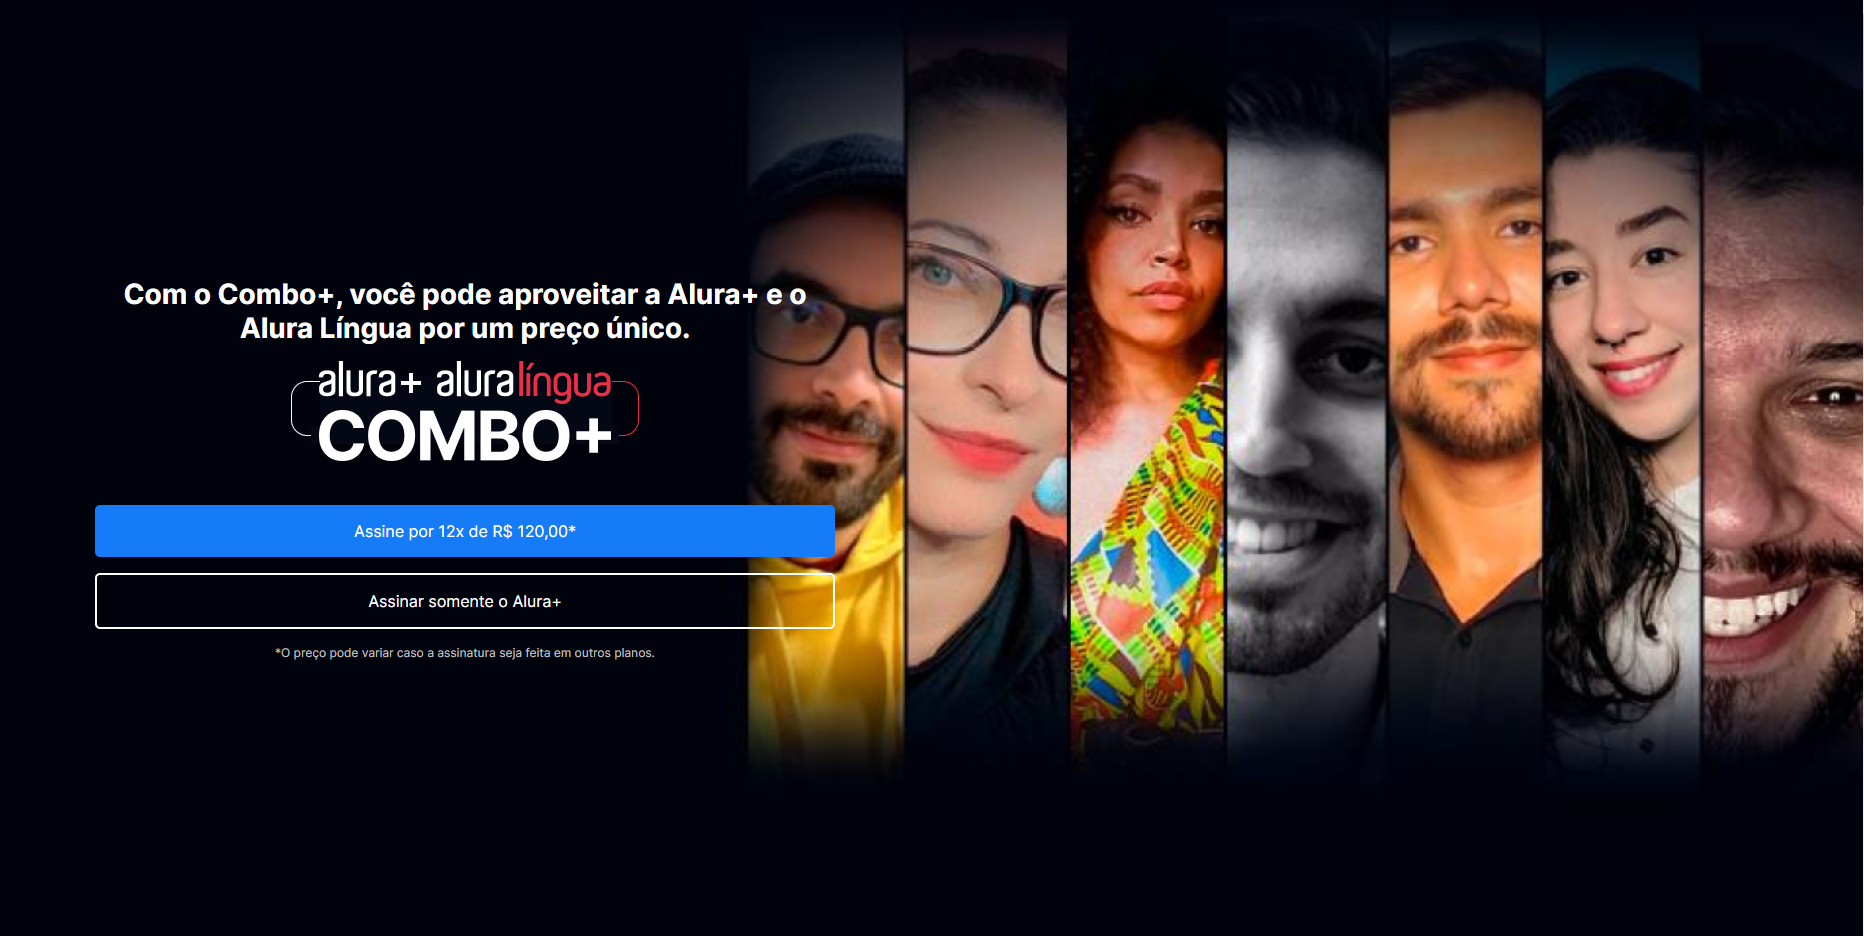 Com o Combo+, você pode aproveitar a Alura+ e o
Alura Língua por um preço único.
alura+ aluralíngua
COMBO+
Assine por 12x de R$ 120,00*
Assinar somente o Alura+
*O preço pode variar caso a assinatura seja feita em outros planos.